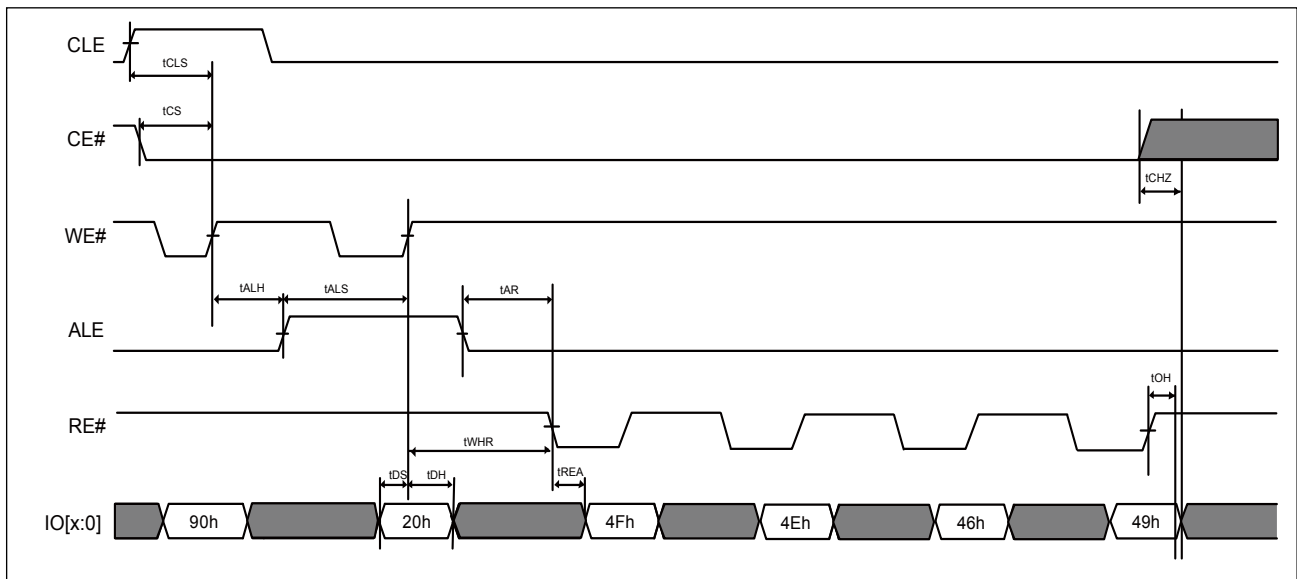 CLE
tCLS
CE#
tCS
tCHZ
WE#
tALH tALS tAR
ALE
tOH
RE#
tWHR
tDS tDH tREA
IO[x:0] 90h 20h 4Fh 4Eh 46h 49h